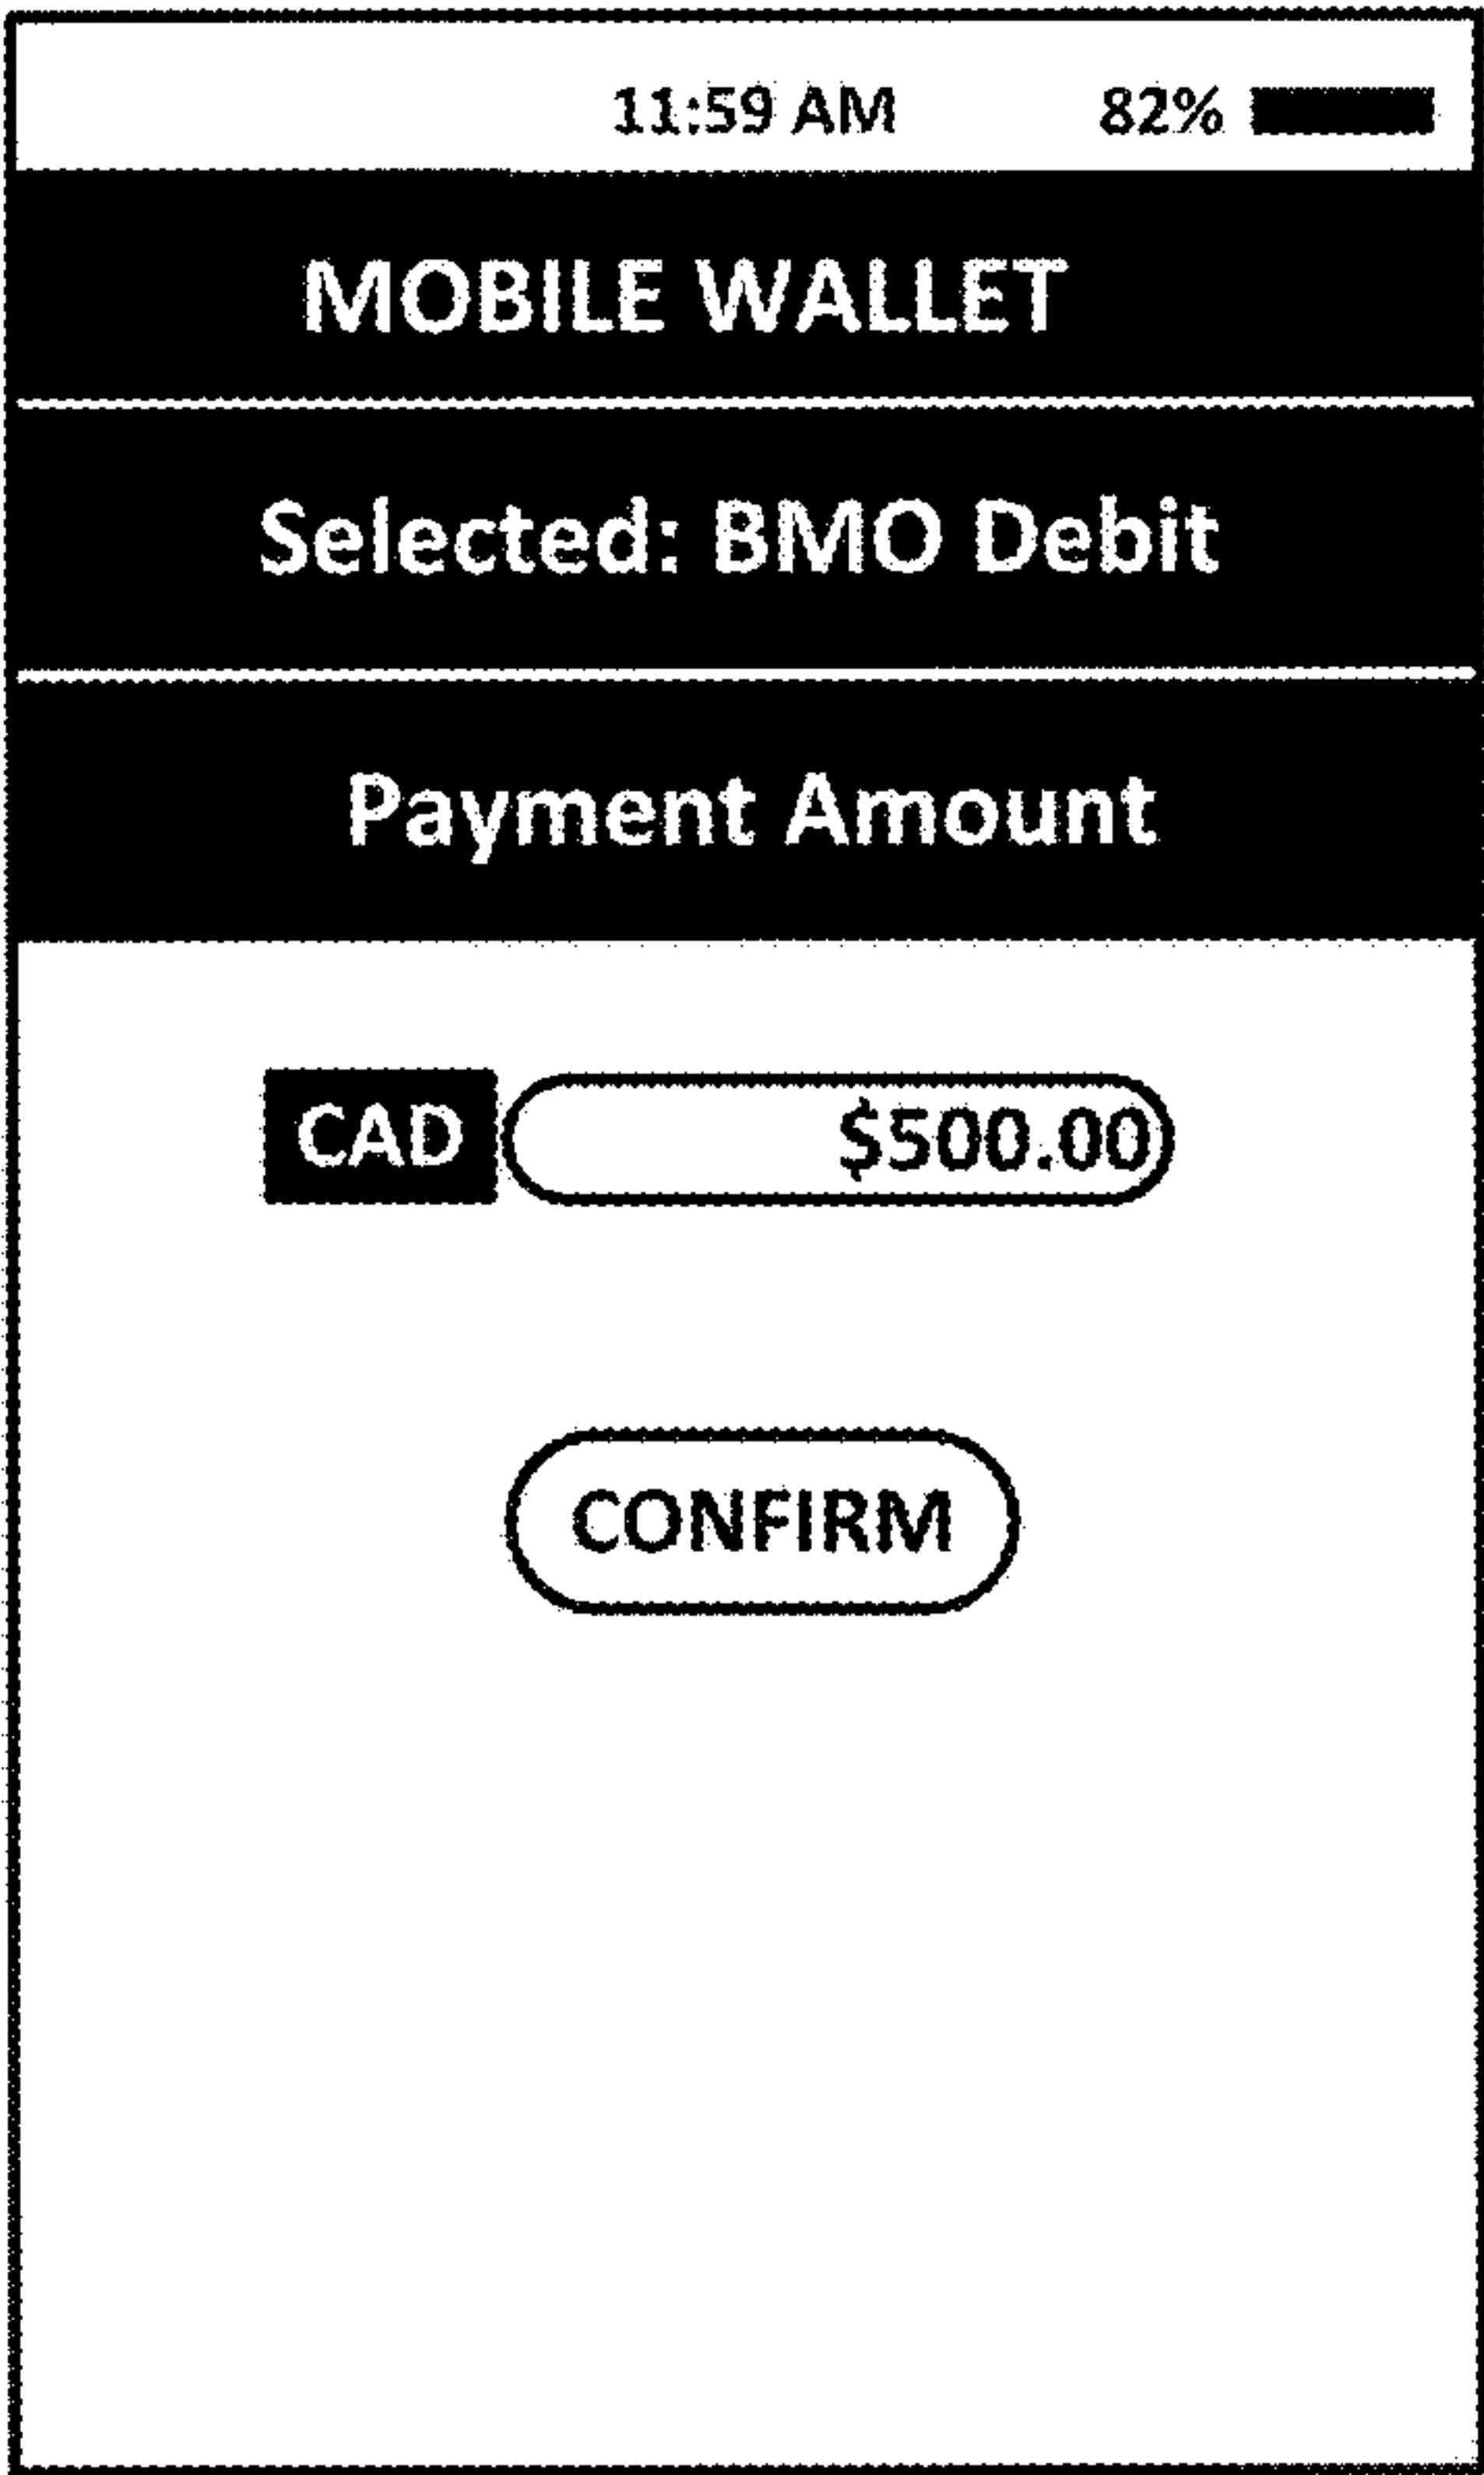 11:59 AM 82%
MOBILE WALLET
Selected: BMO Debit
Payment Amount
CAD $500.00
CONFIRM